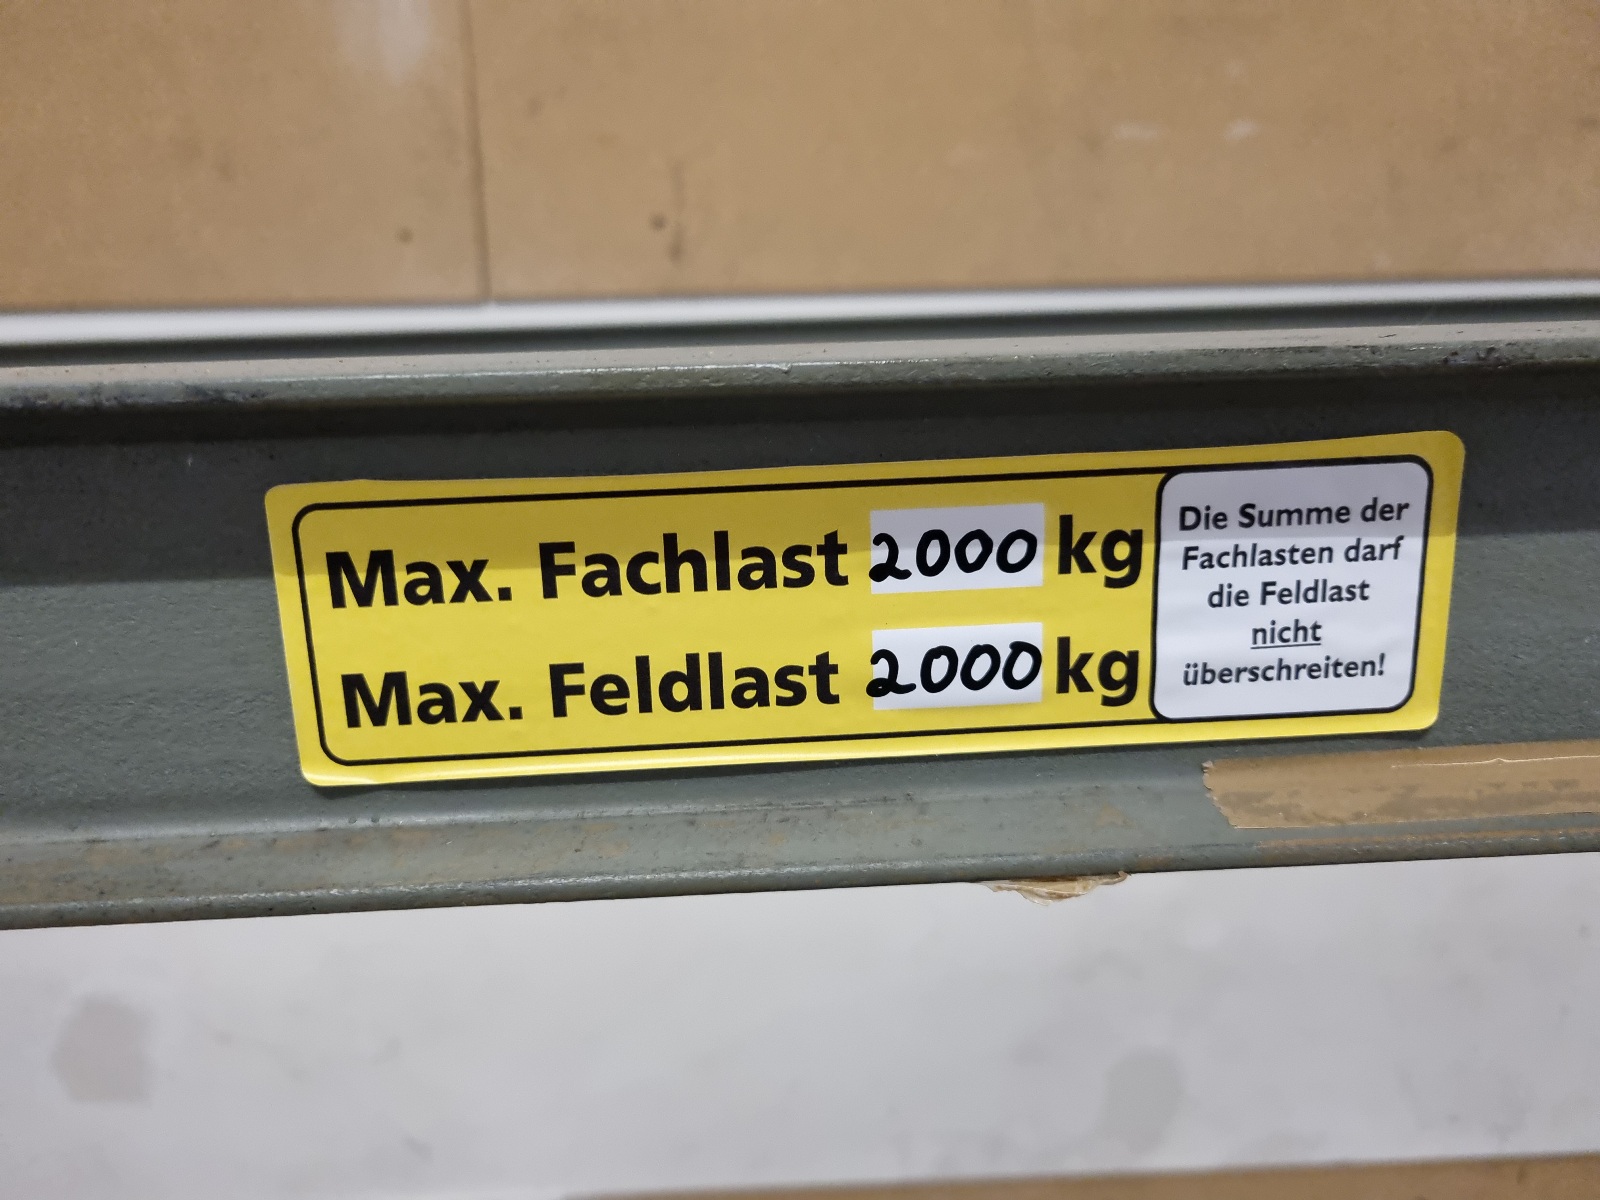 Max. Fachlast 2000 kg
Max. Feldlast 2000 kg
Die Summe der
Fachlasten darf
die Feldlast
nicht
überschreiten!